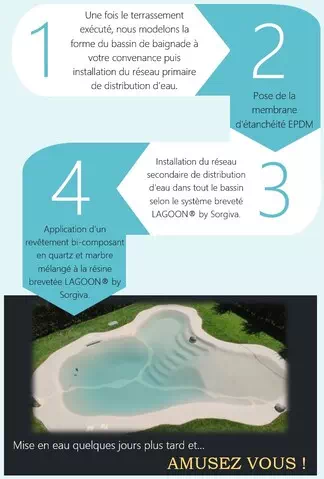 1
Une fois le terrassement
exécuté, nous modelons la
forme du bassin de baignade à
votre convenance puis
installation du réseau primaire
de distribution d'eau.
2
Pose de la
membrane
d'étanchéité EPDM
3
Installation du réseau
secondaire de distribution
d'eau dans tout le bassin
selon le système breveté
LAGOON® by Sorgiva.
4
Application d'un
revêtement bi-composant
en quartz et marbre
mélangé à la résine
brevetée LAGOON® by
Sorgiva.
Mise en eau quelques jours plus tard et...
AMUSEZ VOUS !